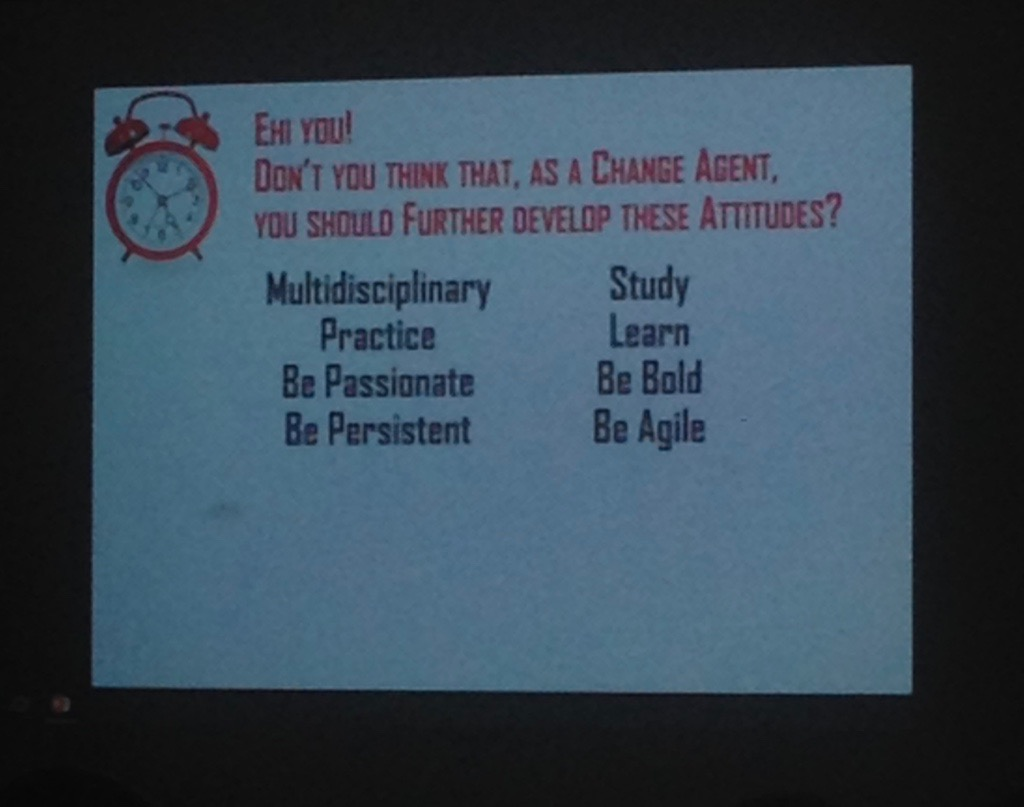 Ehi you!
Don't you think that, as a Change Agent,
you should Further develop these Attitudes?
Multidisciplinary Study
Practice Learn
Be Passionate Be Bold
Be Persistent Be Agile